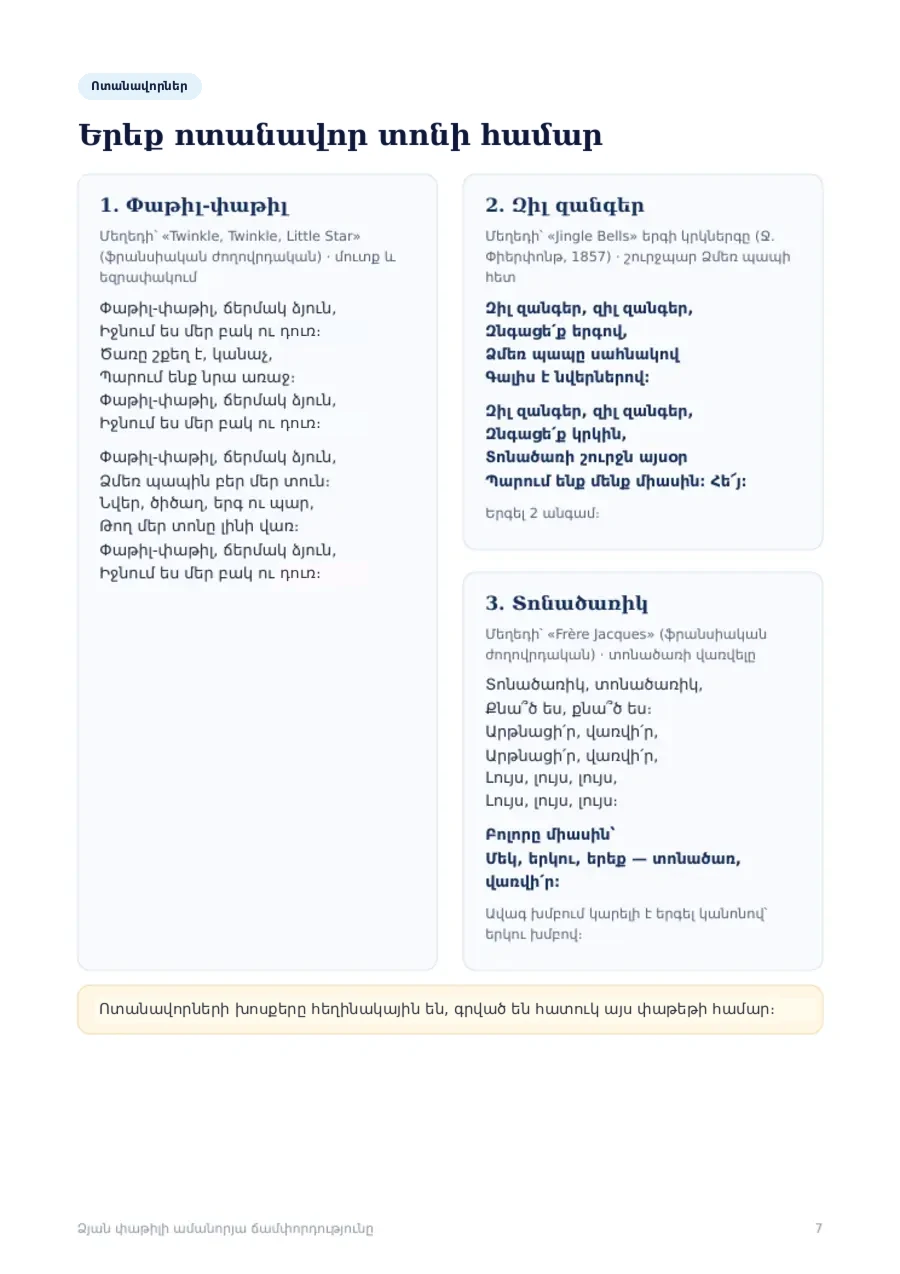 Ոտանավորներ
Երեք ոտանավոր տոնի համար
1. Փաթիլ-փաթիլ
Մեղեդի՝ «Twinkle, Twinkle, Little Star»
(ֆրանսիական ժողովրդական) · մուտք և
եզրափակում
Փաթիլ-փաթիլ, ճերմակ ձյուն,
Իջնում ես մեր բակ ու դուռ։
Ծառը շքեղ է, կանաչ,
Պարում ենք նրա առաջ։
Փաթիլ-փաթիլ, ճերմակ ձյուն,
Իջնում ես մեր բակ ու դուռ։
Փաթիլ-փաթիլ, ճերմակ ձյուն,
Ձմեռ պապին բեր մեր տուն։
Նվեր, ծիծաղ, երգ ու պար,
Թող մեր տոնը լինի վառ։
Փաթիլ-փաթիլ, ճերմակ ձյուն,
Իջնում ես մեր բակ ու դուռ։
2. Զիլ զանգեր
Մեղեդի՝ «Jingle Bells» երգի կրկներգը (Ջ.
Փիերփոնթ, 1857) · շուրջպար Ձմեռ պապի
հետ
Զիլ զանգեր, զիլ զանգեր,
Զնգացե՛ք երգով,
Ձմեռ պապը սահնակով
Գալիս է նվերներով։
Զիլ զանգեր, զիլ զանգեր,
Զնգացե՛ք կրկին,
Տոնածառի շուրջն այսօր
Պարում ենք մենք միասին։ Հե՜յ։
Երգել 2 անգամ։
3. Տոնածառիկ
Մեղեդի՝ «Frère Jacques» (ֆրանսիական
ժողովրդական) · տոնածառի վառվելը
Տոնածառիկ, տոնածառիկ,
Քնա՞ծ ես, քնա՞ծ ես։
Արթնացի՛ր, վառվի՛ր,
Արթնացի՛ր, վառվի՛ր,
Լույս, լույս, լույս,
Լույս, լույս, լույս։
Բոլորը միասին՝
Մեկ, երկու, երեք — տոնածառ,
վառվի՛ր։
Ավագ խմբում կարելի է երգել կանոնով՝
երկու խմբով։
Ոտանավորների խոսքերը հեղինակային են, գրված են հատուկ այս փաթեթի համար։
Ձյան փաթիլի ամանորյա ճամփորդությունը
7